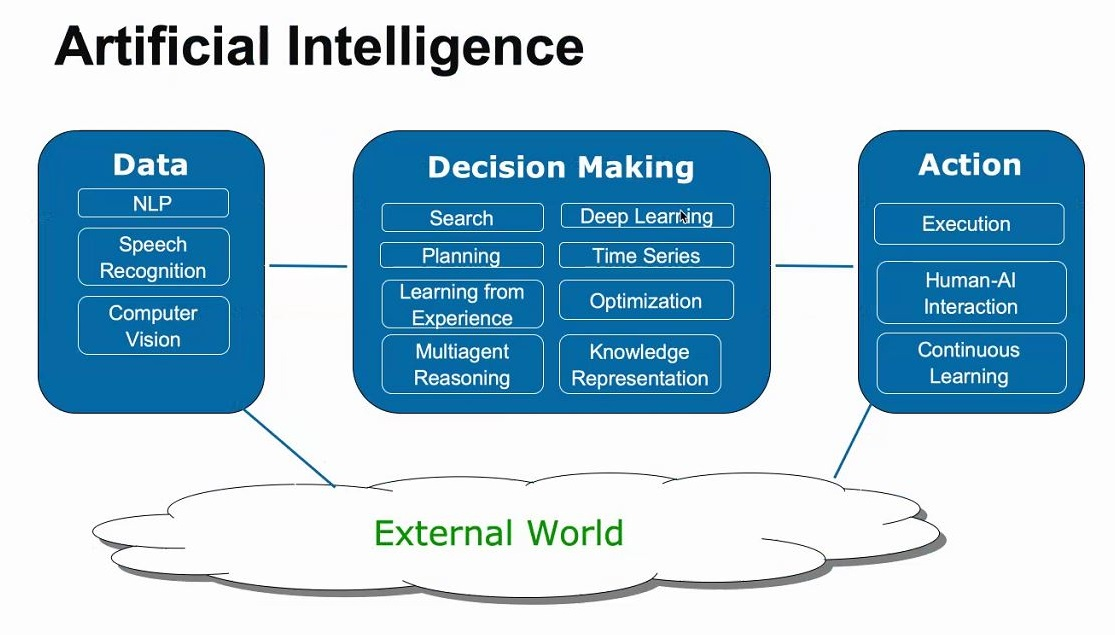 Artificial Intelligence
Data
NLP
Speech
Recognition
Computer
Vision
Decision Making
Search
Deep Learning
Planning
Time Series
Learning from
Experience
Optimization
Multiagent
Reasoning
Knowledge
Representation
Action
Execution
Human-AI
Interaction
Continuous
Learning
External World